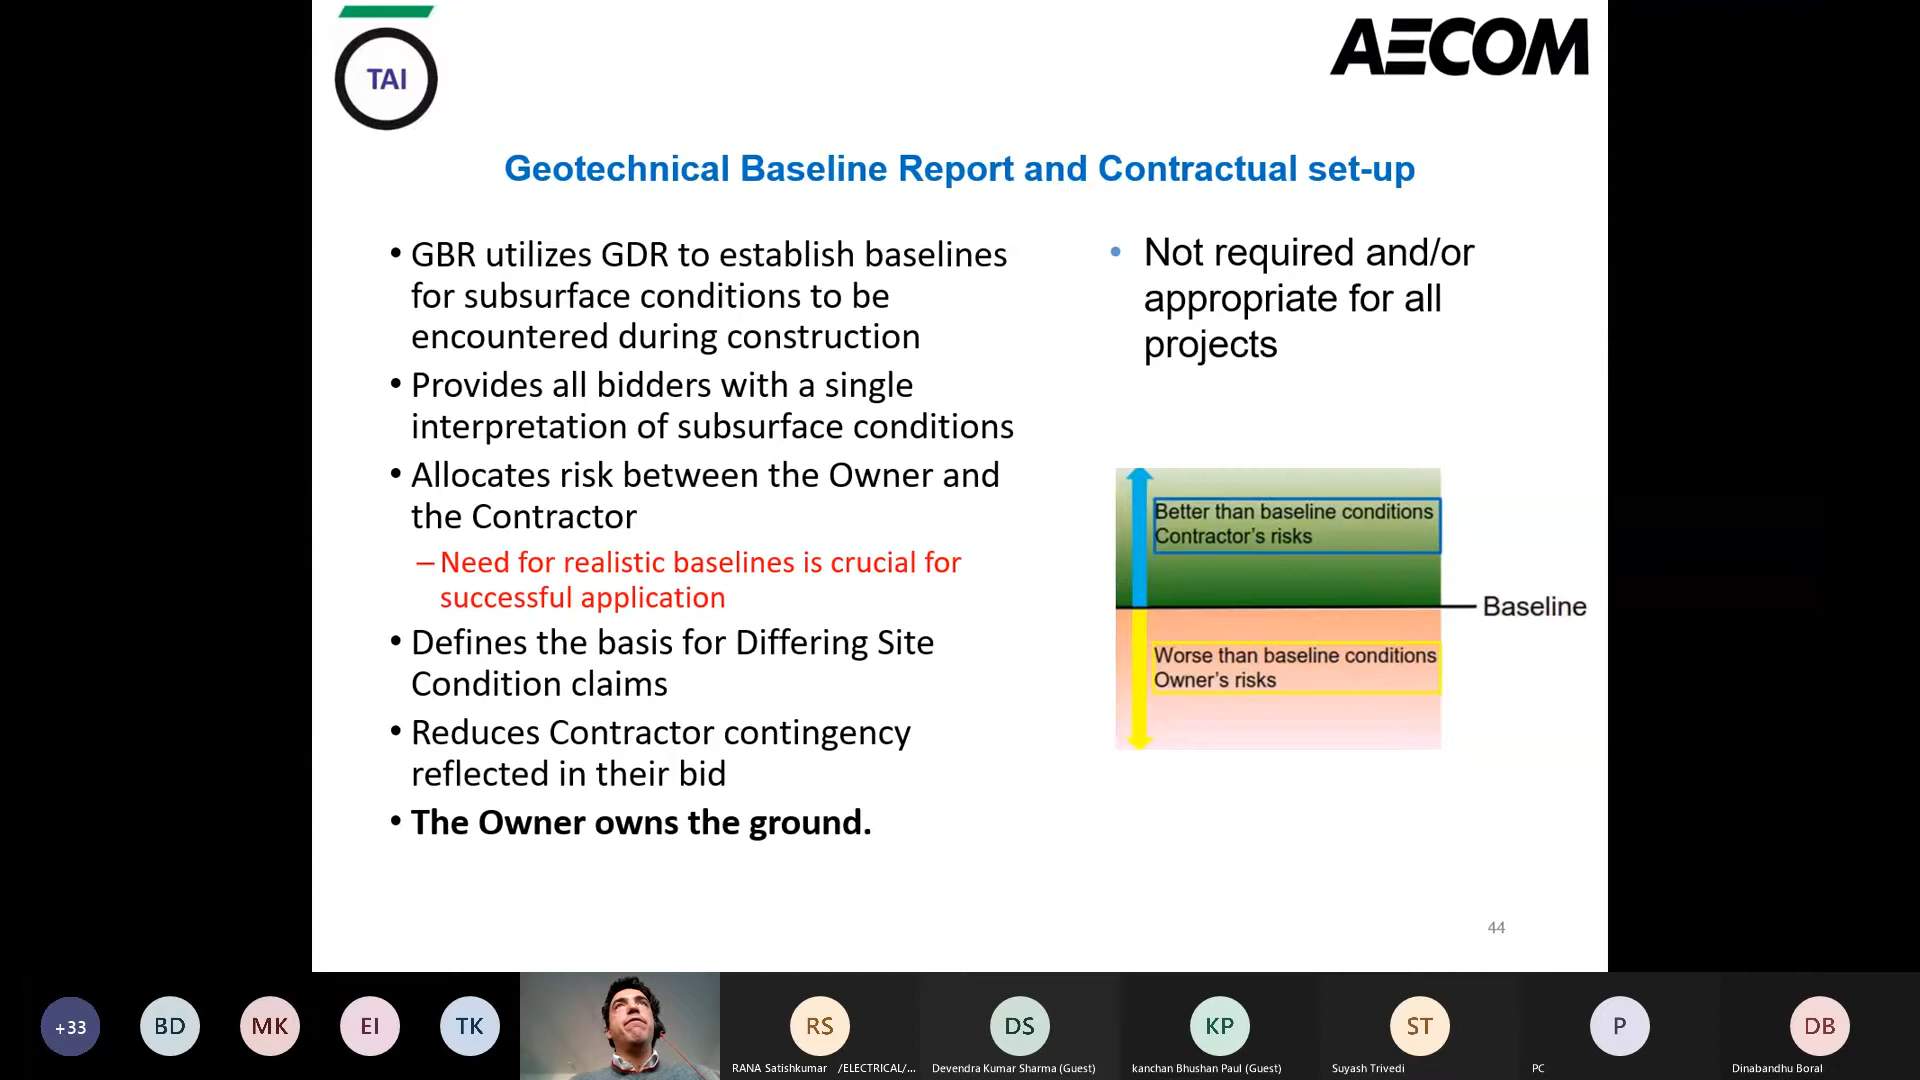 TAI
AECOM
Geotechnical Baseline Report and Contractual set-up
• GBR utilizes GDR to establish baselines
for subsurface conditions to be
encountered during construction
• Provides all bidders with a single
interpretation of subsurface conditions
• Allocates risk between the Owner and
the Contractor
– Need for realistic baselines is crucial for
successful application
• Defines the basis for Differing Site
Condition claims
• Reduces Contractor contingency
reflected in their bid
• The Owner owns the ground.
• Not required and/or
appropriate for all
projects
Better than baseline conditions
Contractor's risks
Baseline
Worse than baseline conditions
Owner's risks
44
+33
BD
MK
EI
TK
RS
RANA Satishkumar /ELECTRICAL/...
DS
Devendra Kumar Sharma (Guest)
KP
kanchan Bhushan Paul (Guest)
ST
Suyash Trivedi
P
PC
DB
Dinabandhu Boral